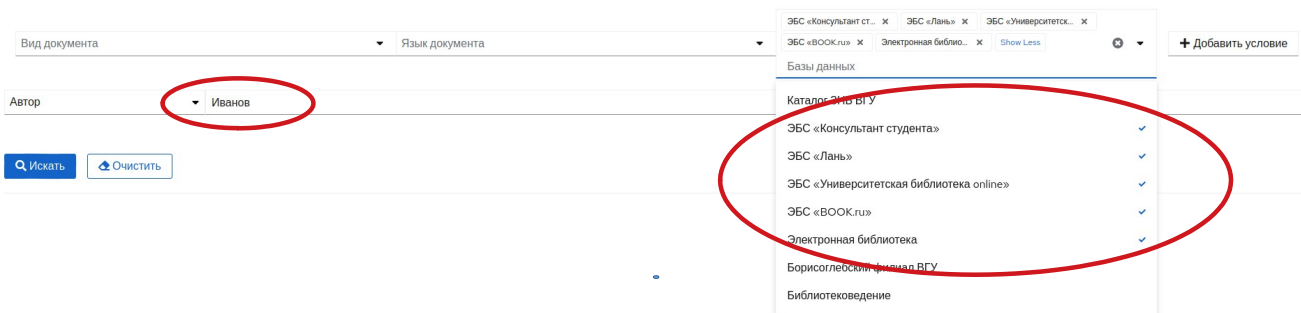 ЭБС «Консультант ст... ЭБС «Лань» ЭБС «Университетск...
Вид документа Язык документа ЭБС «BOOK.ru» Электронная библио... Show Less Добавить условие
Базы данных
Автор Иванов
Каталог ЗНБ ВГУ
ЭБС «Консультант студента»
Искать Очистить ЭБС «Лань»
ЭБС «Университетская библиотека online»
ЭБС «BOOK.ru»
Электронная библиотека
Борисоглебский филиал ВГУ
Библиотековедение